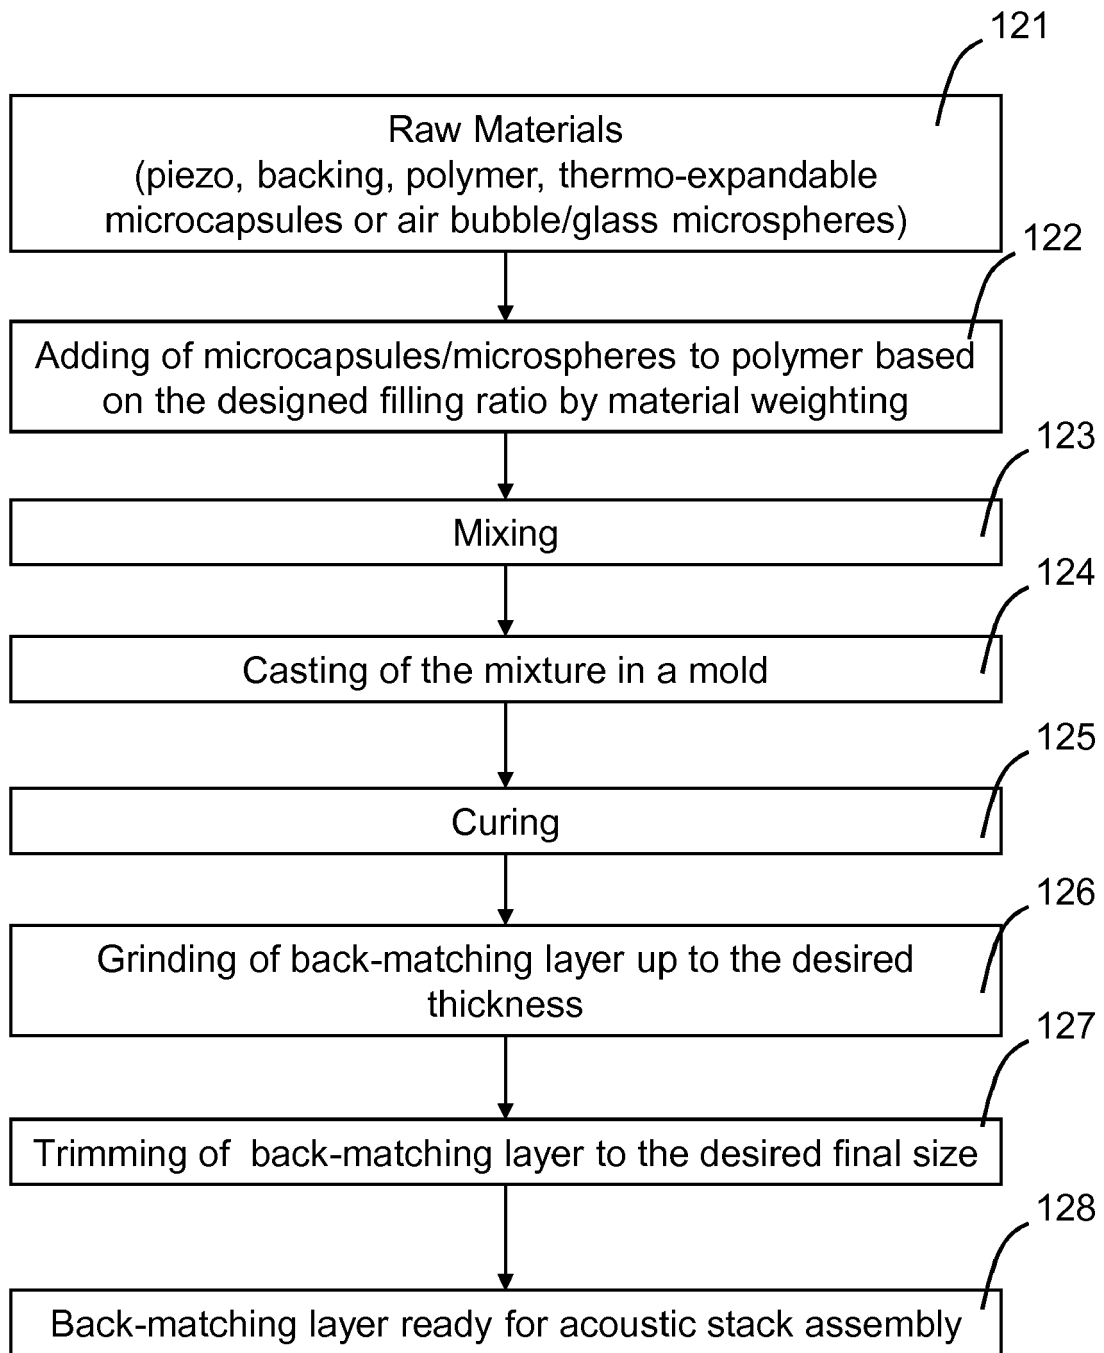 121
Raw Materials
(piezo, backing, polymer, thermo-expandable
microcapsules or air bubble/glass microspheres)
122
Adding of microcapsules/microspheres to polymer based
on the designed filling ratio by material weighting
123
Mixing
124
Casting of the mixture in a mold
125
Curing
126
Grinding of back-matching layer up to the desired
thickness
127
Trimming of  back-matching layer to the desired final size
128
Back-matching layer ready for acoustic stack assembly